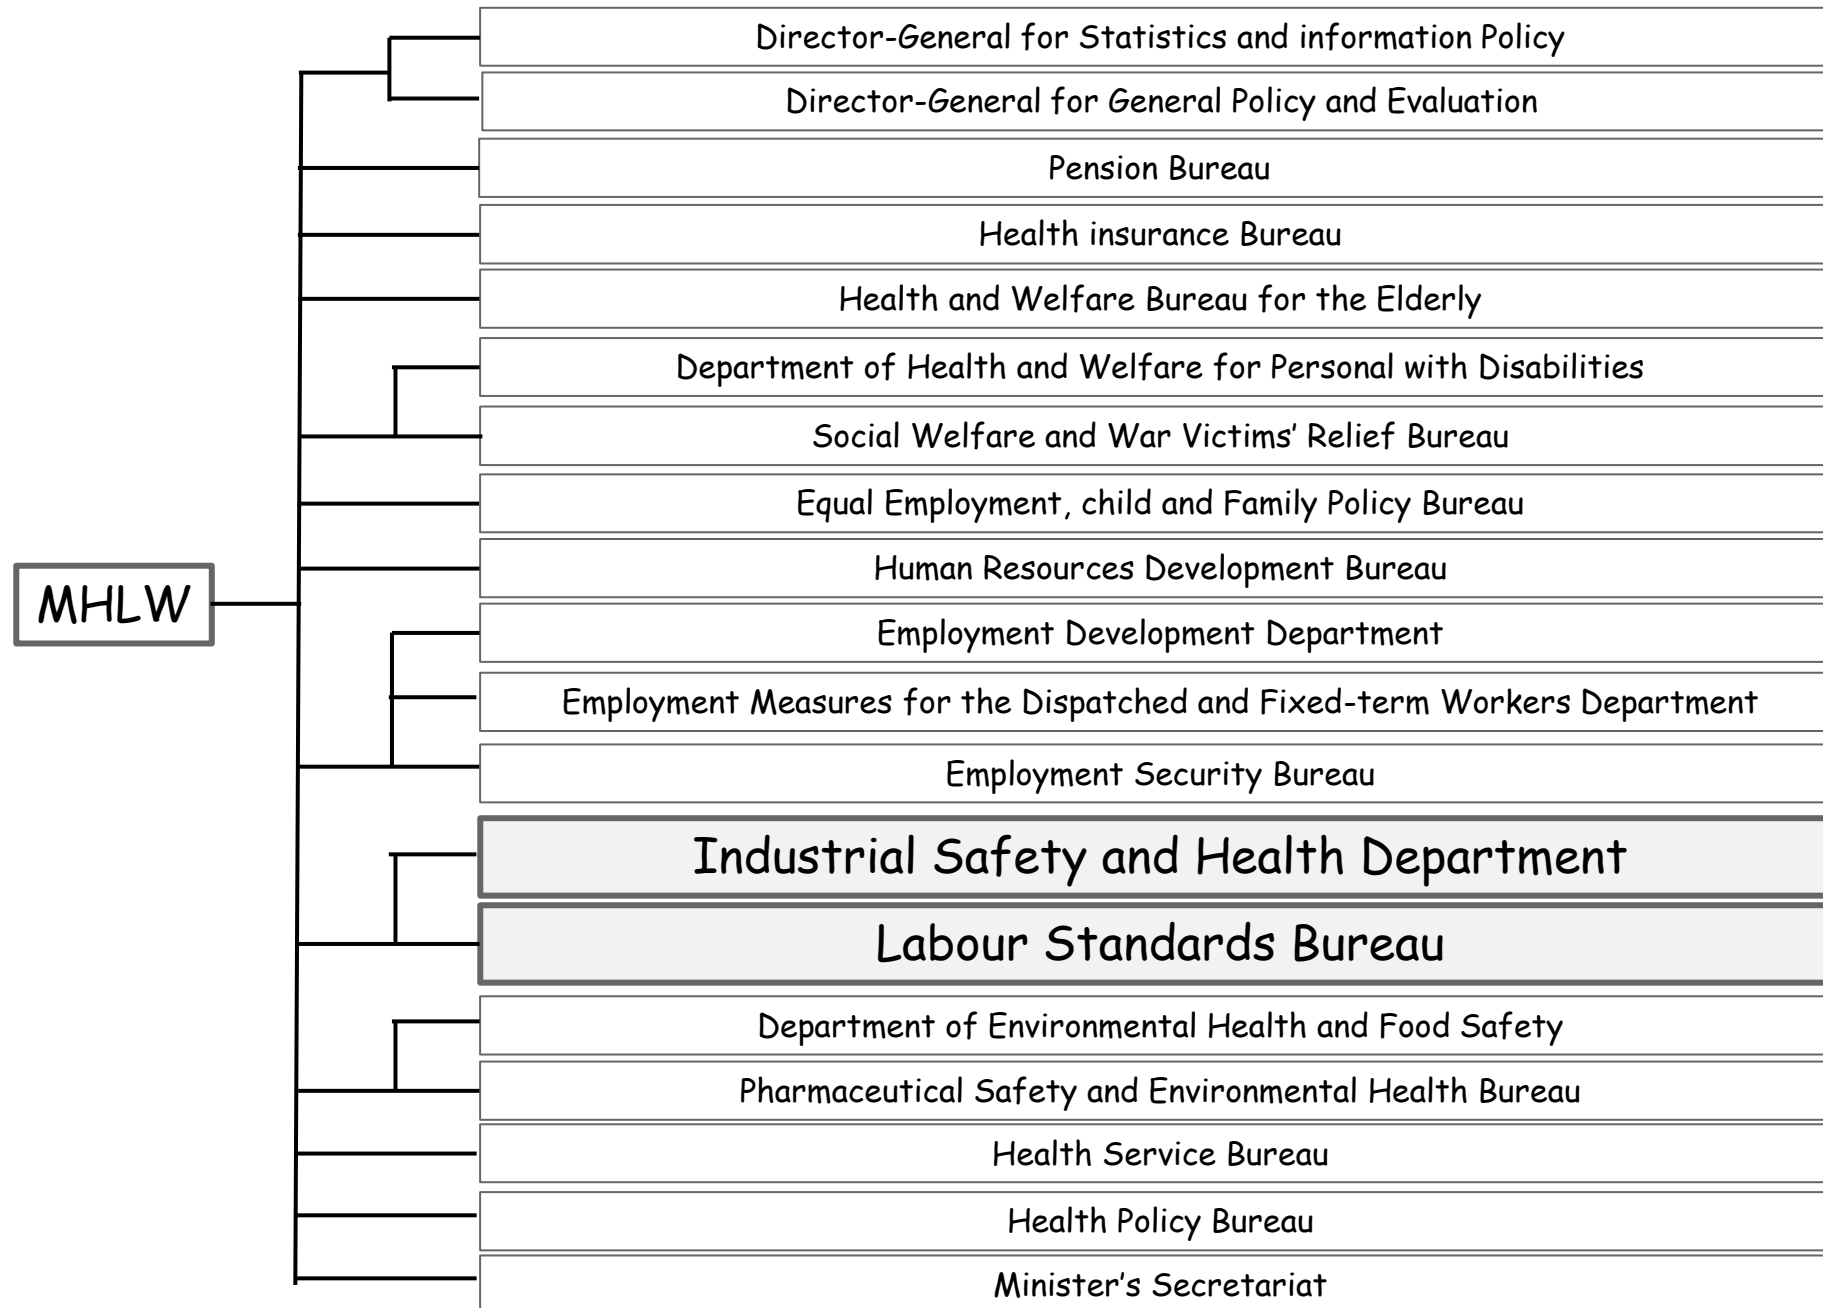 Director-General for Statistics and information Policy
Director-General for General Policy and Evaluation
Pension Bureau
Health insurance Bureau
Health and Welfare Bureau for the Elderly
Department of Health and Welfare for Personal with Disabilities
Social Welfare and War Victims’ Relief Bureau
Equal Employment, child and Family Policy Bureau
Human Resources Development Bureau
MHLW
Employment Development Department
Employment Measures for the Dispatched and Fixed-term Workers Department
Employment Security Bureau
Industrial Safety and Health Department
Labour Standards Bureau
Department of Environmental Health and Food Safety
Pharmaceutical Safety and Environmental Health Bureau
Health Service Bureau
Health Policy Bureau
Minister’s Secretariat